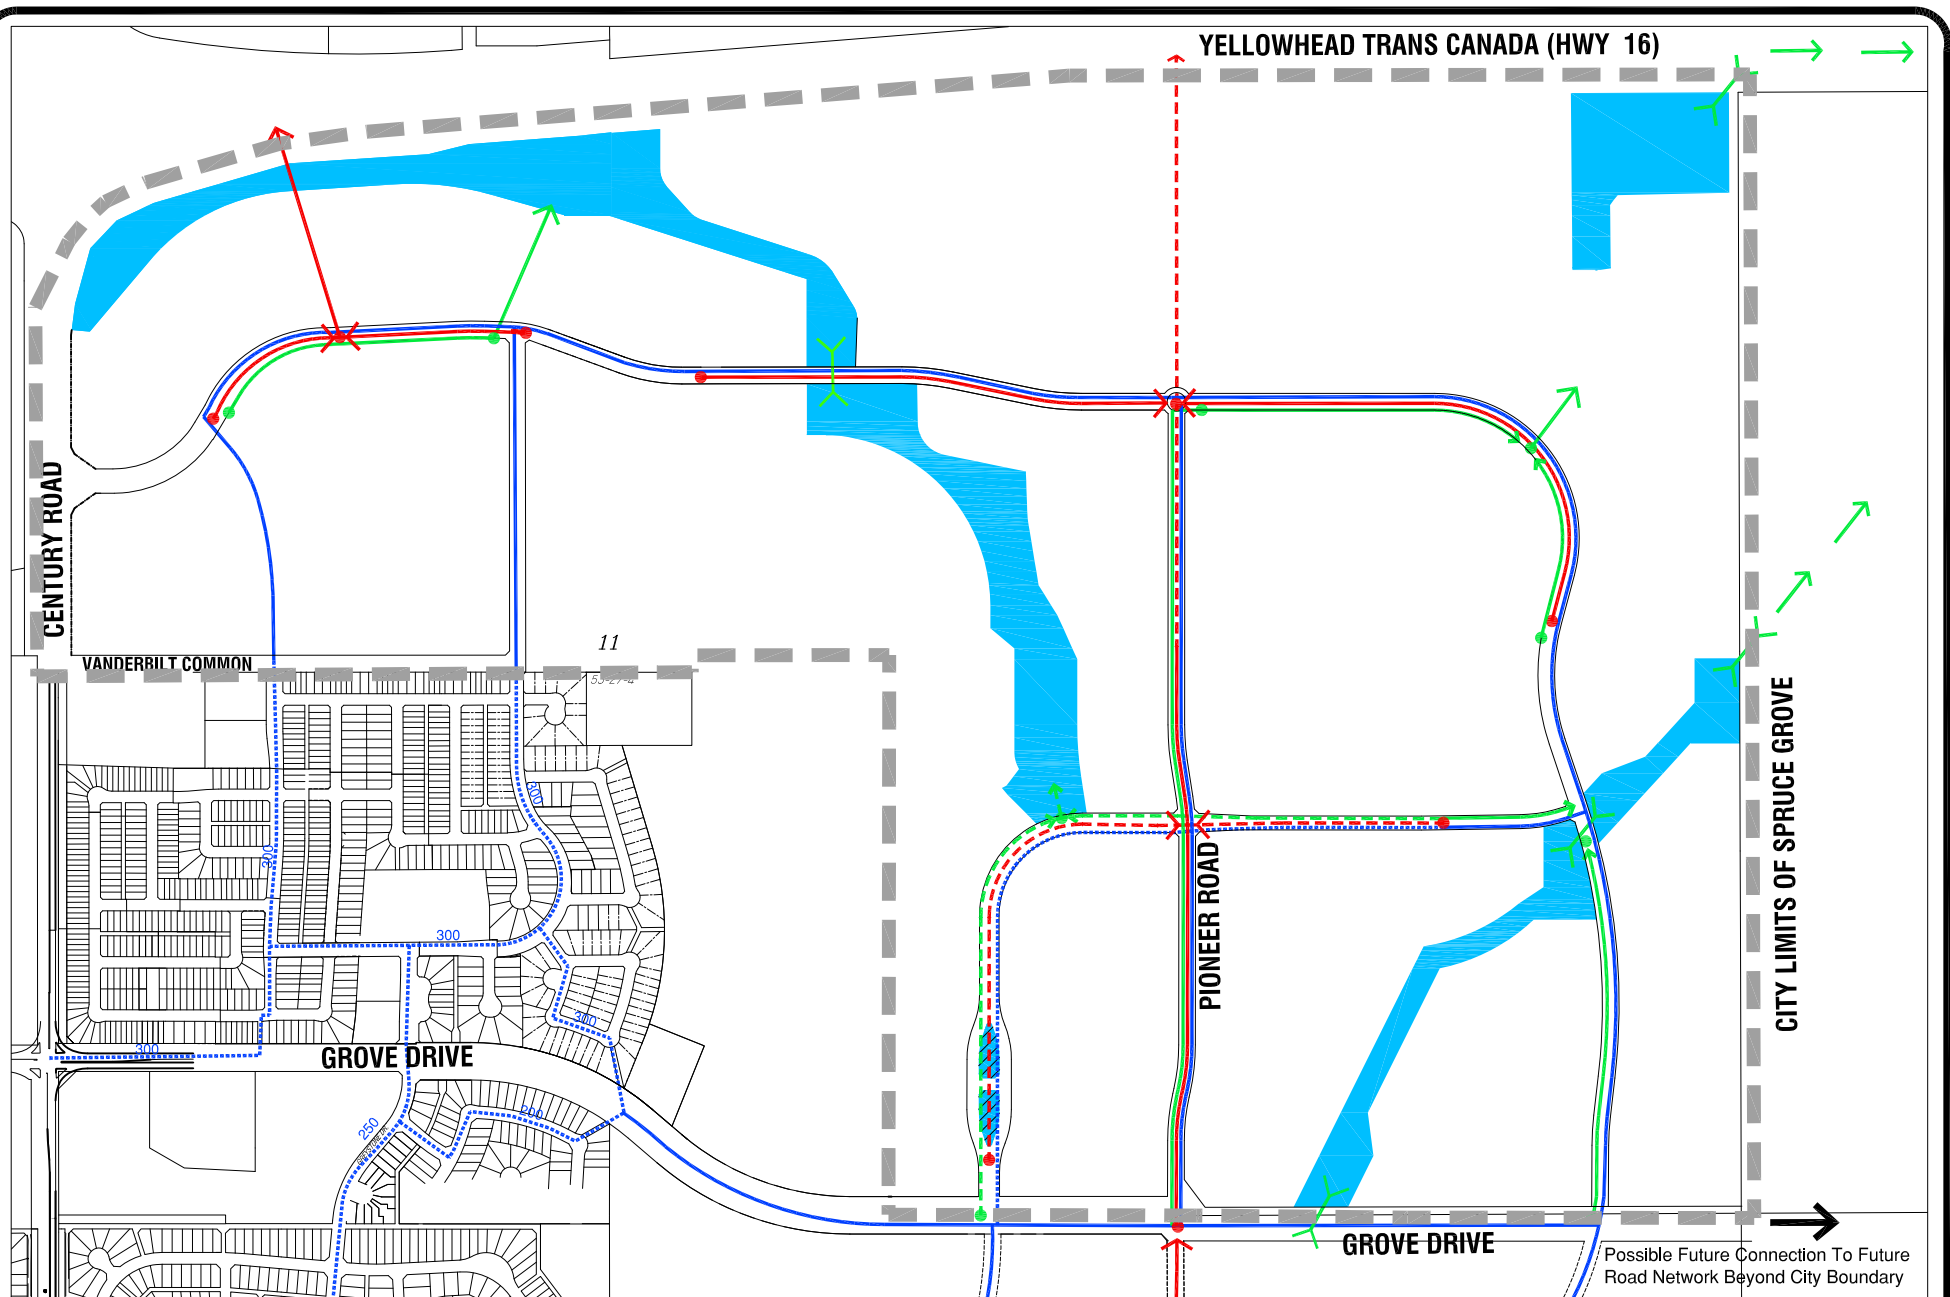 YELLOWHEAD TRANS CANADA (HWY 16)
CENTURY ROAD
11
VANDERBILT COMMON
53-27-4
300
300
300
300
300
GROVE DRIVE
250
200
PIONEER ROAD
CITY LIMITS OF SPRUCE GROVE
GROVE DRIVE
Possible Future Connection To Future
Road Network Beyond City Boundary